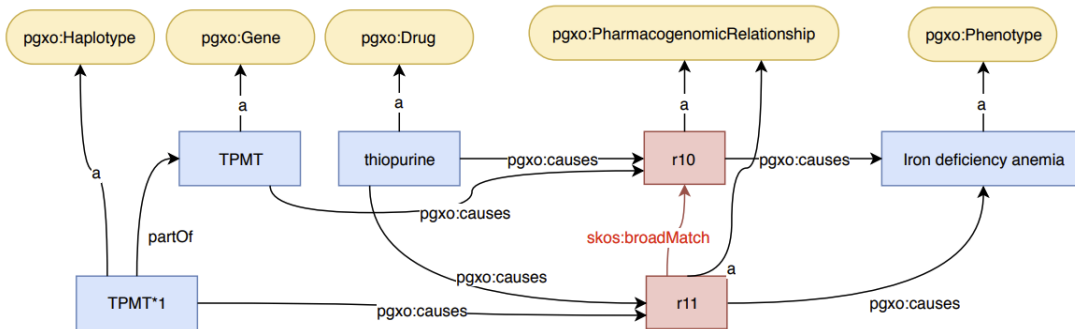 pgxo:Haplotype
pgxo:Gene
pgxo:Drug
pgxo:PharmacogenomicRelationship
pgxo:Phenotype
a
a
a
a
a
TPMT
thiopurine
pgxo:causes
r10
pgxo:causes
Iron deficiency anemia
a
pgxo:causes
partOf
skos:broadMatch
a
pgxo:causes
TPMT*1
pgxo:causes
r11
pgxo:causes